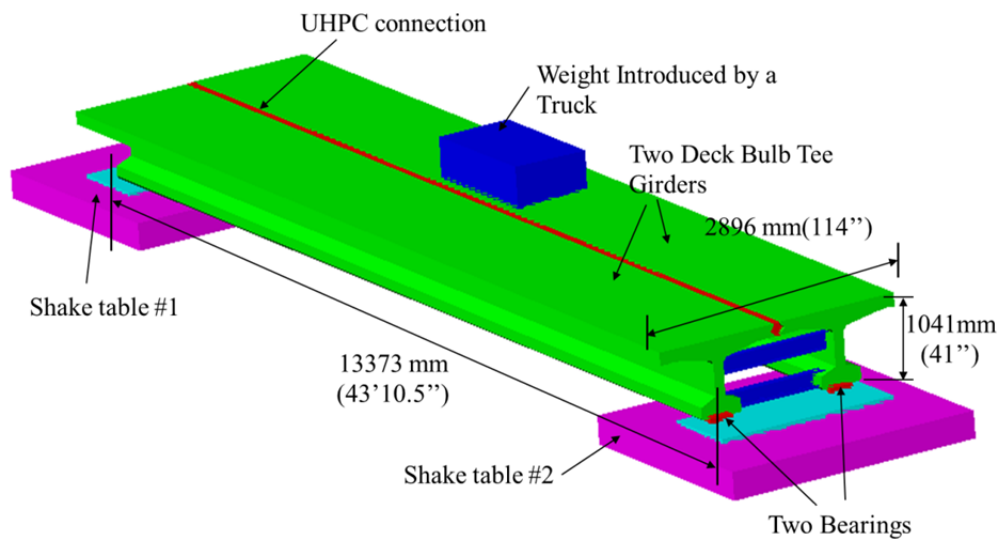 UHPC connection
Weight Introduced by a
Truck
Two Deck Bulb Tee
Girders
2896 mm(114’’)
Shake table #1
1041mm
(41’’)
13373 mm
(43’10.5’’)
Shake table #2
Two Bearings